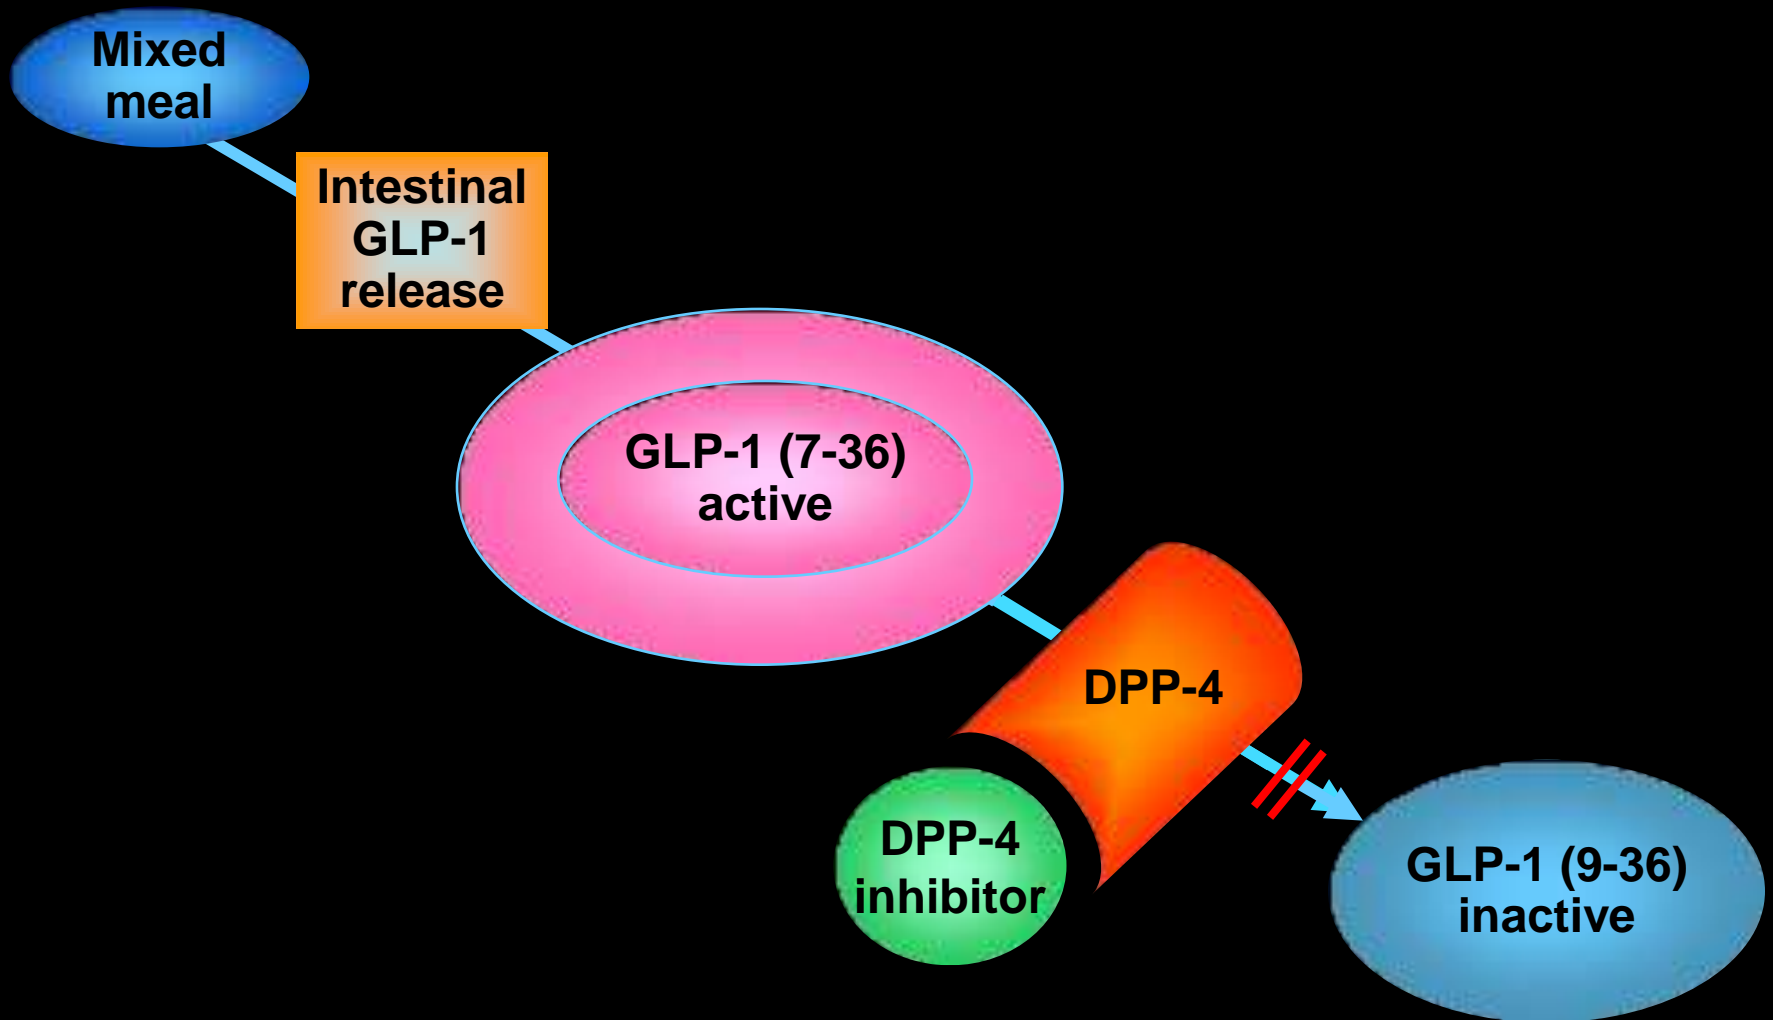 Mixed
meal
Intestinal
GLP-1
release
GLP-1 (7-36)
active
DPP-4
DPP-4
inhibitor
GLP-1 (9-36)
inactive